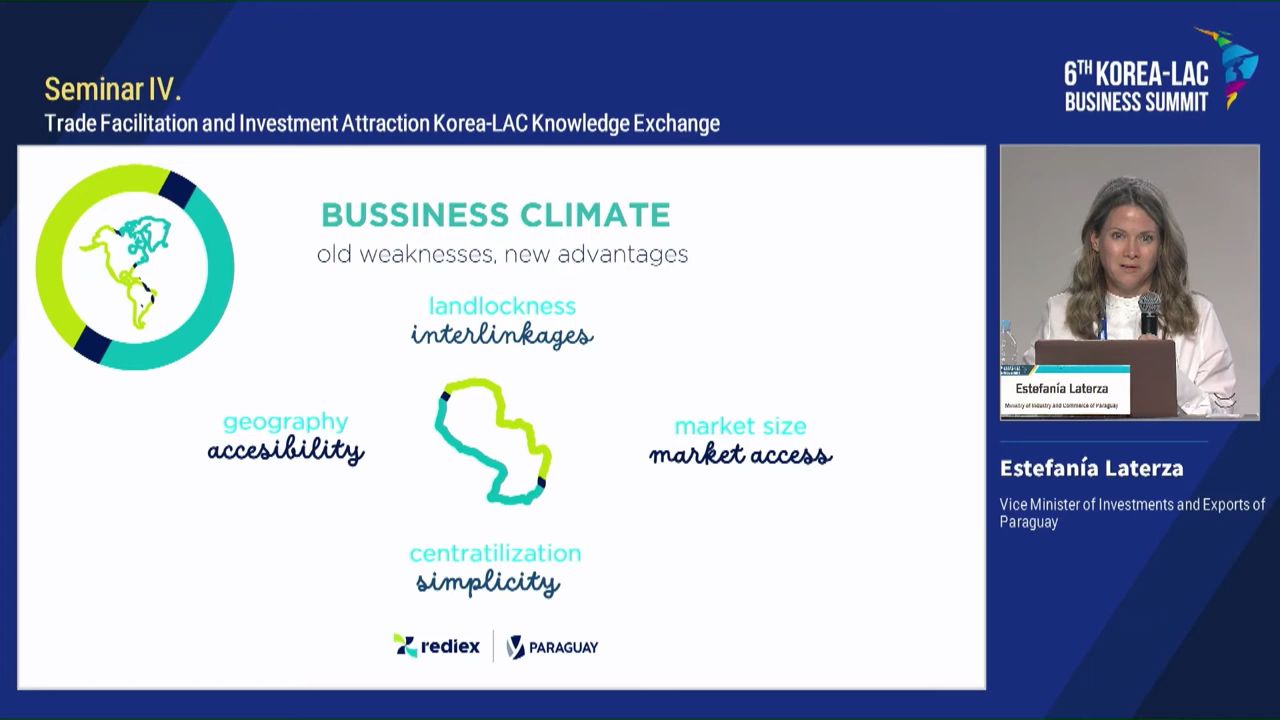 Seminar IV.
Trade Facilitation and Investment Attraction Korea-LAC Knowledge Exchange
6TH KOREA-LAC
BUSINESS SUMMIT
BUSSINESS CLIMATE
old weaknesses, new advantages
landlockness
interlinkages
geography
accesibility
market size
market access
centratilization
simplicity
rediex
PARAGUAY
Estefanía Laterza
Ministry of Industry and Commerce of Paraguay
Estefanía Laterza
Vice Minister of Investments and Exports of
Paraguay